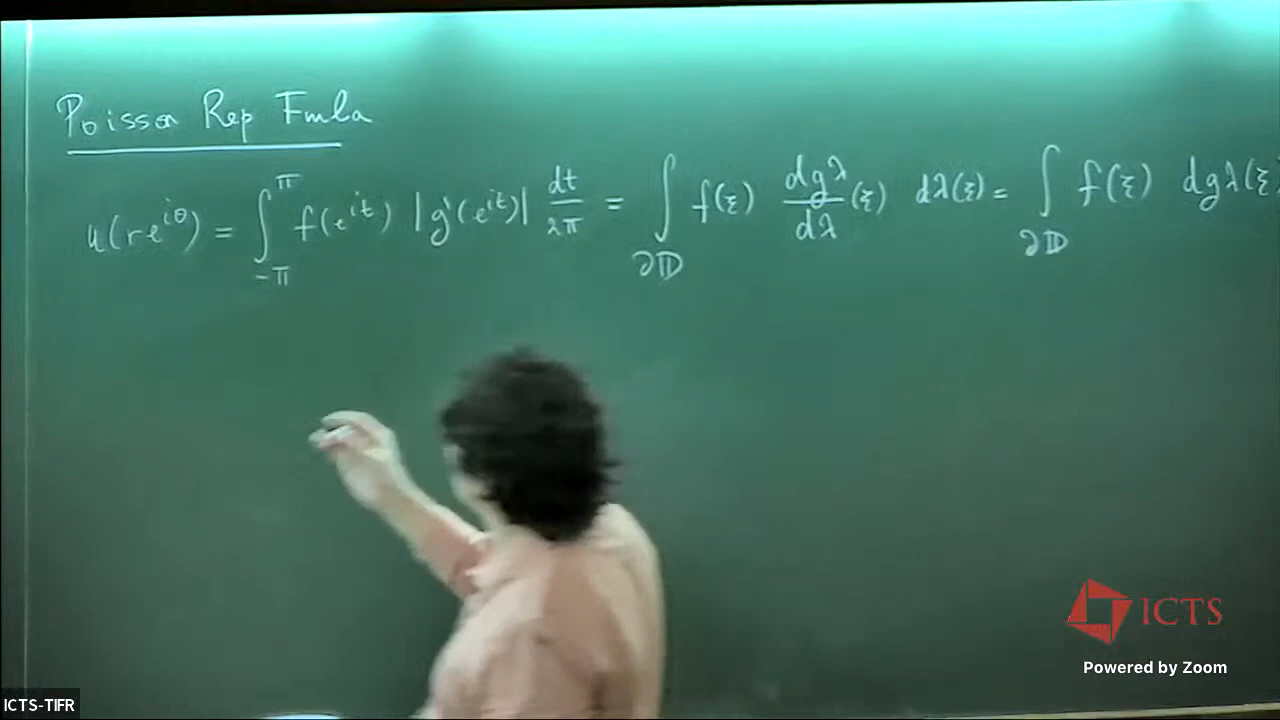 Poisson Rep Fmla
u(re^{iθ}) = ∫_{-π}^{π} f(e^{it}) |g'(e^{it})| dt/2π = ∫_{∂𝔻} f(ξ) dgλ/dλ (ξ) dλ(ξ) = ∫_{∂𝔻} f(ξ) dgλ(ξ
ICTS
Powered by Zoom
ICTS-TIFR